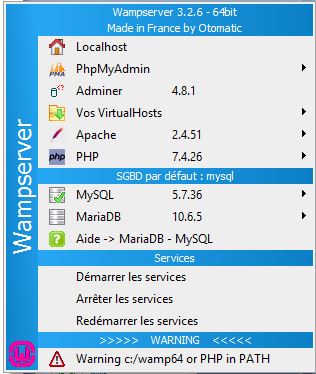 Wampserver 3.2.6 - 64bit
Made in France by Otomatic
Wampserver
Localhost
PMA PhpMyAdmin
Adminer 4.8.1
Vos VirtualHosts
Apache 2.4.51
php PHP 7.4.26
SGBD par défaut : mysql
MySQL 5.7.36
MariaDB 10.6.5
? Aide -> MariaDB - MySQL
Services
Démarrer les services
Arrêter les services
Redémarrer les services
>>>>> WARNING <<<<<
Warning c:/wamp64 or PHP in PATH